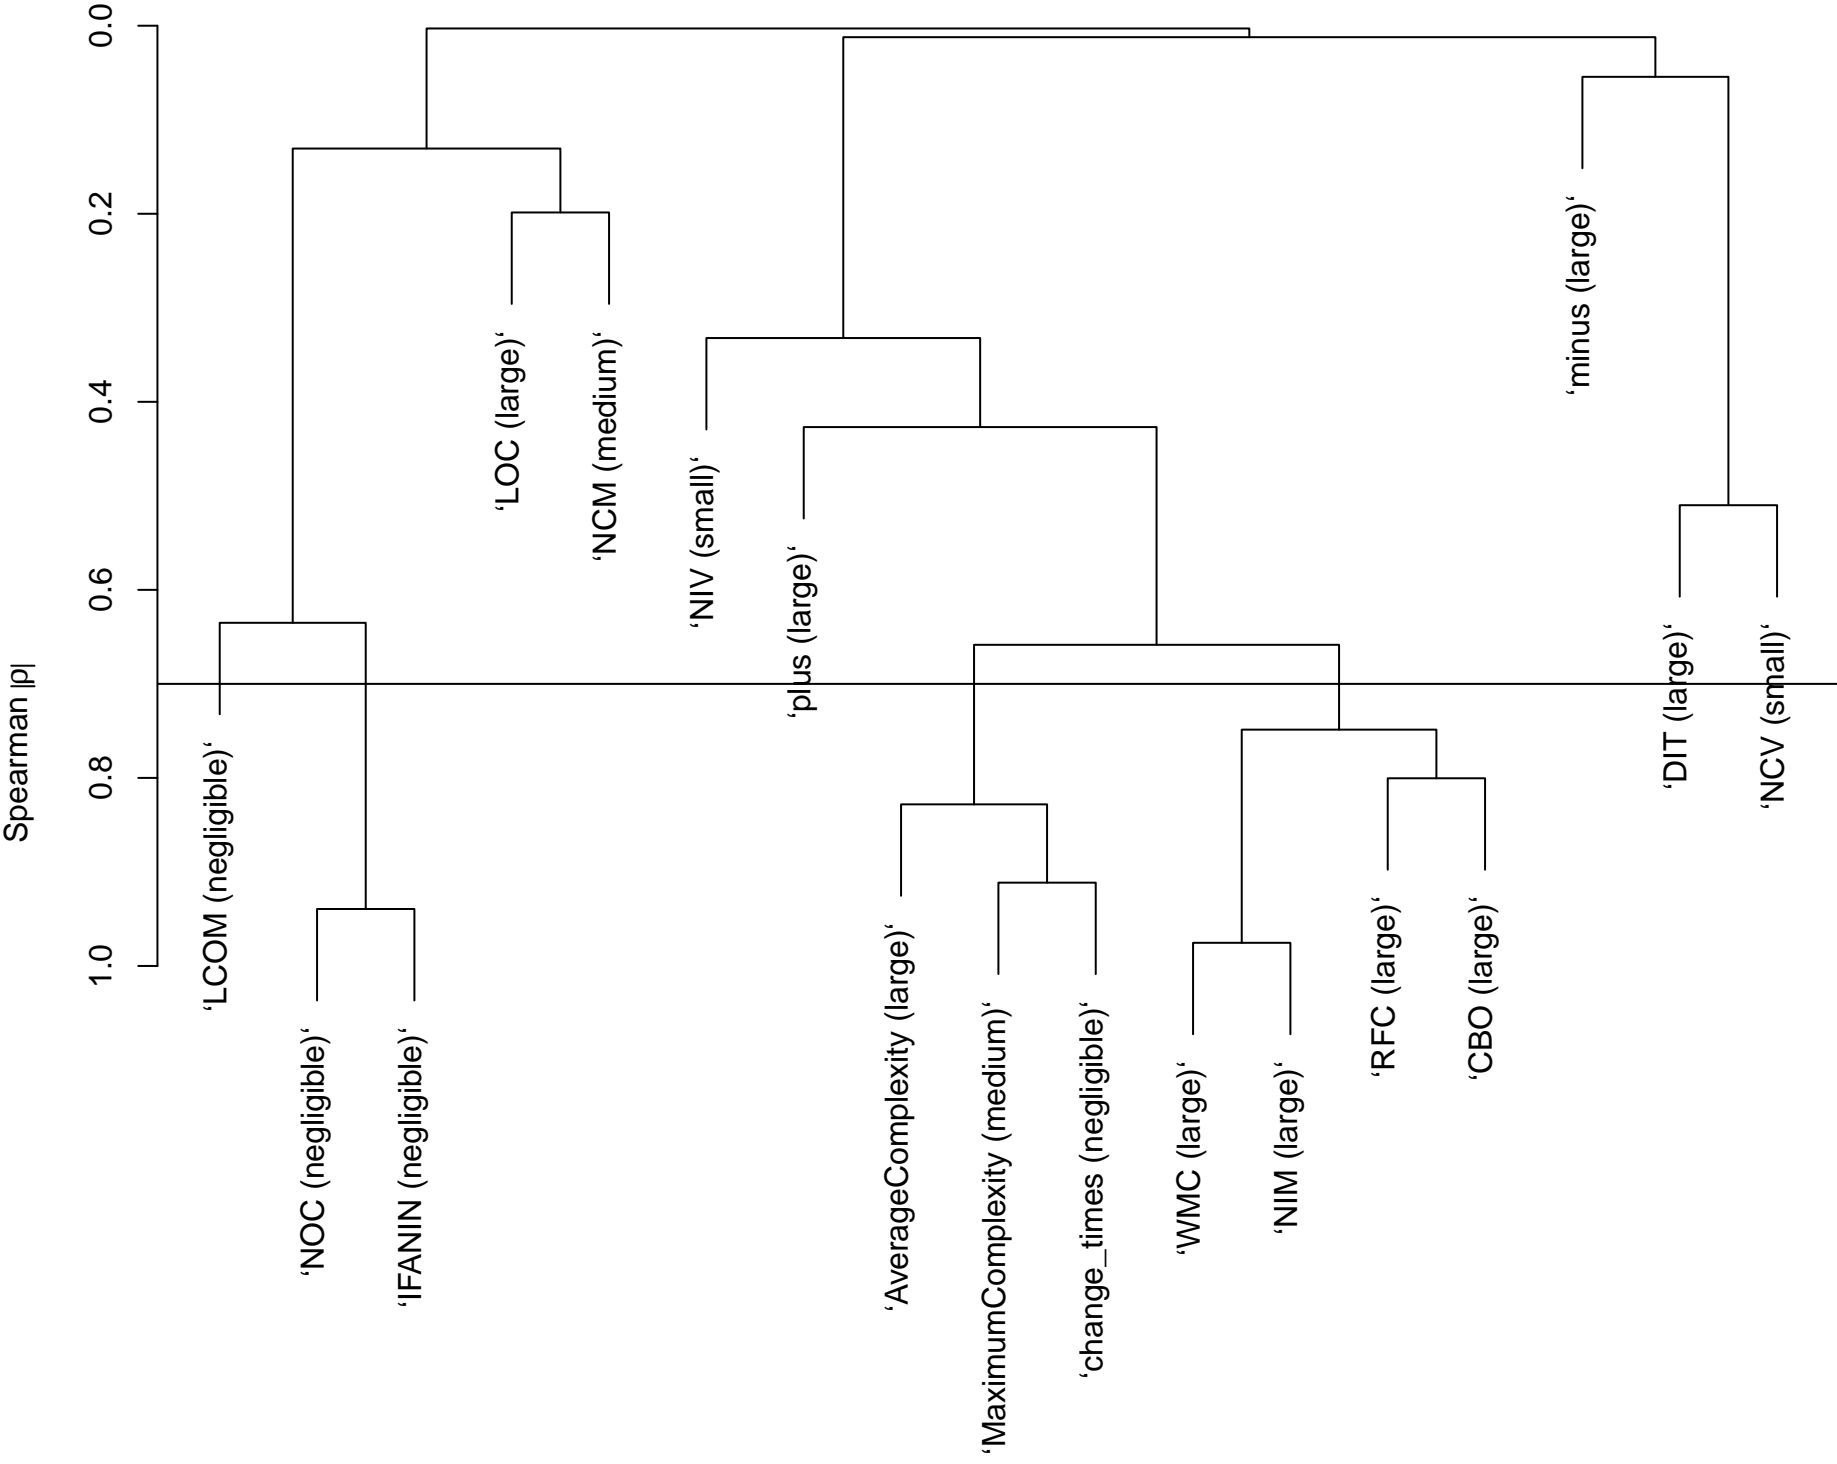 0.0
0.2
0.4
0.6
0.8
1.0
Spearman |ρ|
‘LCOM (negligible)‘
‘NOC (negligible)‘
‘IFANIN (negligible)‘
‘LOC (large)‘
‘NCM (medium)‘
‘NIV (small)‘
‘plus (large)‘
‘AverageComplexity (large)‘
‘MaximumComplexity (medium)‘
‘change_times (negligible)‘
‘WMC (large)‘
‘NIM (large)‘
‘RFC (large)‘
‘CBO (large)‘
‘minus (large)‘
‘DIT (large)‘
‘NCV (small)‘